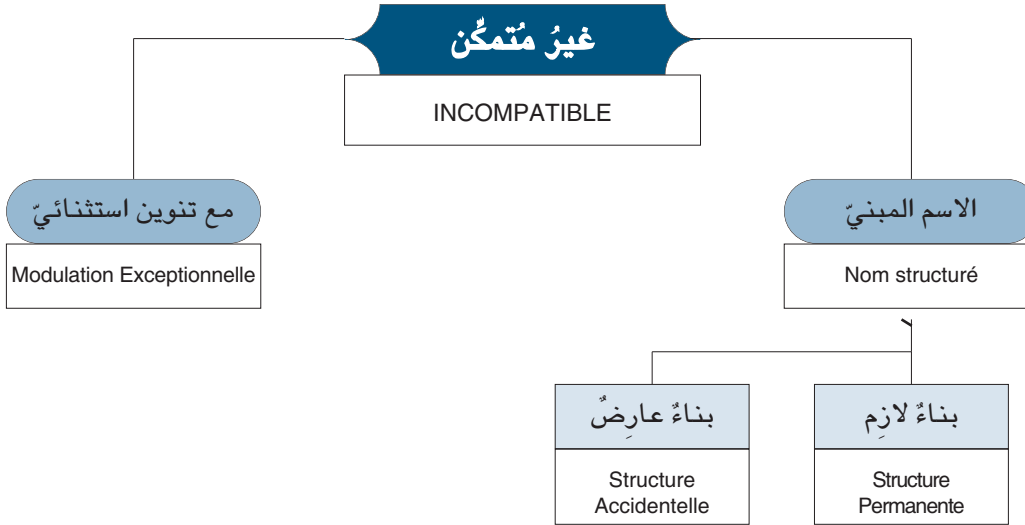 غيرُ مُتمكِّن
INCOMPATIBLE
الاسم المبنيّ
Nom structuré
مع تنوين استثنائيّ
Modulation Exceptionnelle
بناءٌ لازِم
Structure
Permanente
بناءٌ عارِضٌ
Structure
Accidentelle